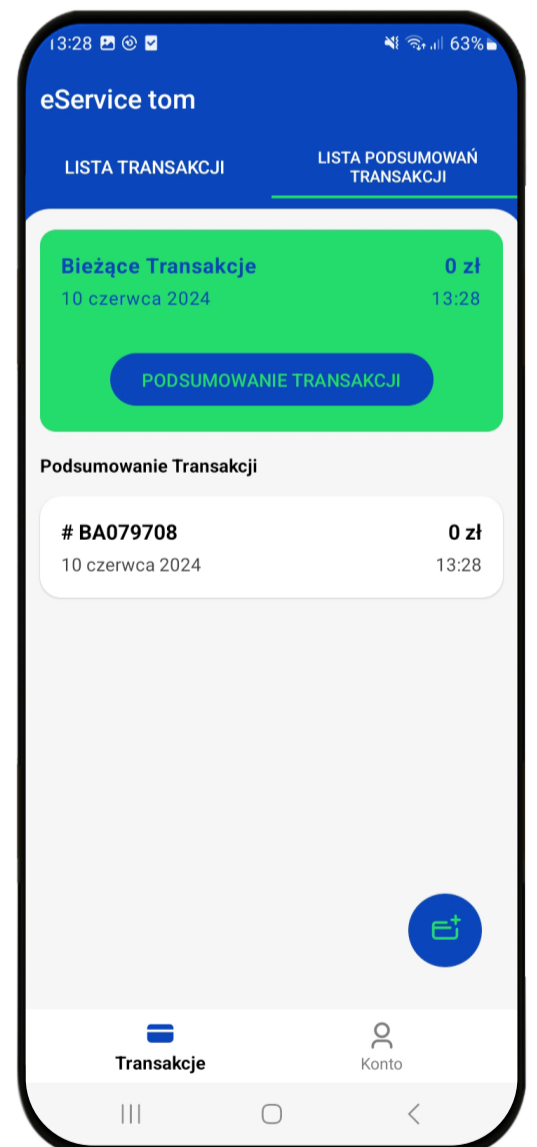 13:28 63%
eService tom
LISTA TRANSAKCJI
LISTA PODSUMOWAŃ
TRANSAKCJI
Bieżące Transakcje 0 zł
10 czerwca 2024 13:28
PODSUMOWANIE TRANSAKCJI
Podsumowanie Transakcji
# BA079708 0 zł
10 czerwca 2024 13:28
Transakcje Konto